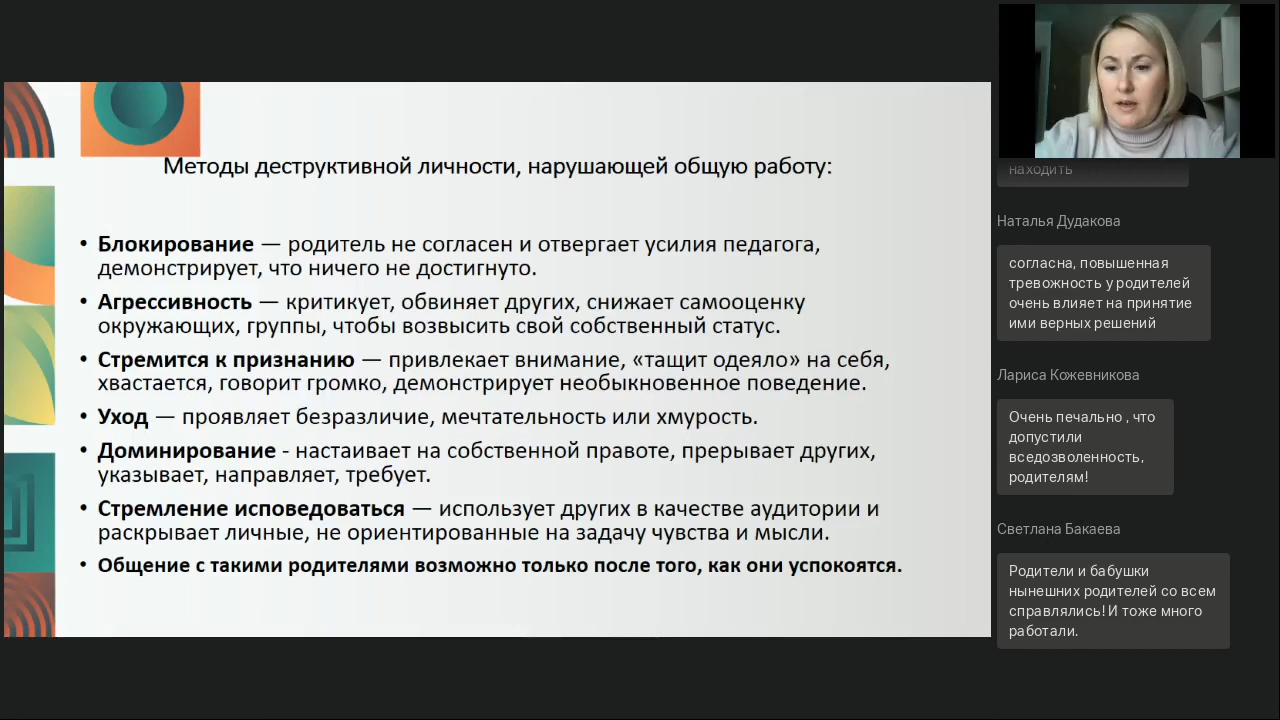 Методы деструктивной личности, нарушающей общую работу:
• Блокирование — родитель не согласен и отвергает усилия педагога,
демонстрирует, что ничего не достигнуто.
• Агрессивность — критикует, обвиняет других, снижает самооценку
окружающих, группы, чтобы возвысить свой собственный статус.
• Стремится к признанию — привлекает внимание, «тащит одеяло» на себя,
хвастается, говорит громко, демонстрирует необыкновенное поведение.
• Уход — проявляет безразличие, мечтательность или хмурость.
• Доминирование - настаивает на собственной правоте, прерывает других,
указывает, направляет, требует.
• Стремление исповедоваться — использует других в качестве аудитории и
раскрывает личные, не ориентированные на задачу чувства и мысли.
• Общение с такими родителями возможно только после того, как они успокоятся.
находить
Наталья Дудакова
согласна, повышенная
тревожность у родителей
очень влияет на принятие
ими верных решений
Лариса Кожевникова
Очень печально , что
допустили
вседозволенность,
родителям!
Светлана Бакаева
Родители и бабушки
нынешних родителей со всем
справлялись! И тоже много
работали.